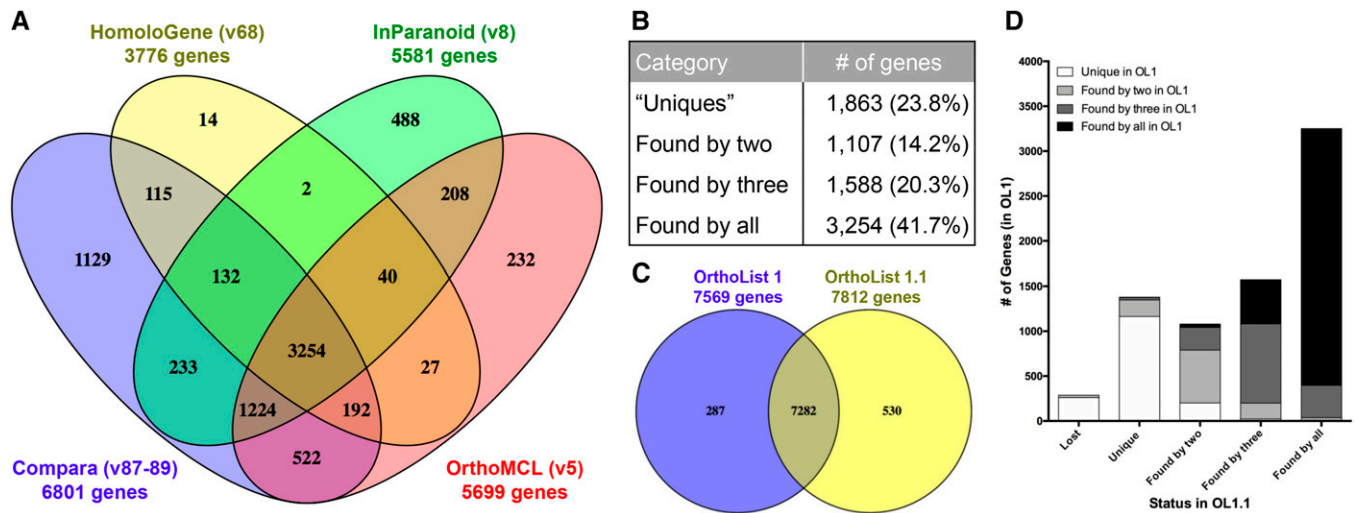 A
HomoloGene (v68)
3776 genes
InParanoid (v8)
5581 genes
14
488
115
2
208
1129
132
40
232
233
3254
27
1224
192
522
Compara (v87-89)
6801 genes
OrthoMCL (v5)
5699 genes
B
Category # of genes
“Uniques” 1,863 (23.8%)
Found by two 1,107 (14.2%)
Found by three 1,588 (20.3%)
Found by all 3,254 (41.7%)
C
OrthoList 1
7569 genes
OrthoList 1.1
7812 genes
287
7282
530
D
Unique in OL1
Found by two in OL1
Found by three in OL1
Found by all in OL1
# of Genes (in OL1)
4000
3500
3000
2500
2000
1500
1000
500
0
Lost
Unique
Found by two
Found by three
Found by all
Status in OL1.1